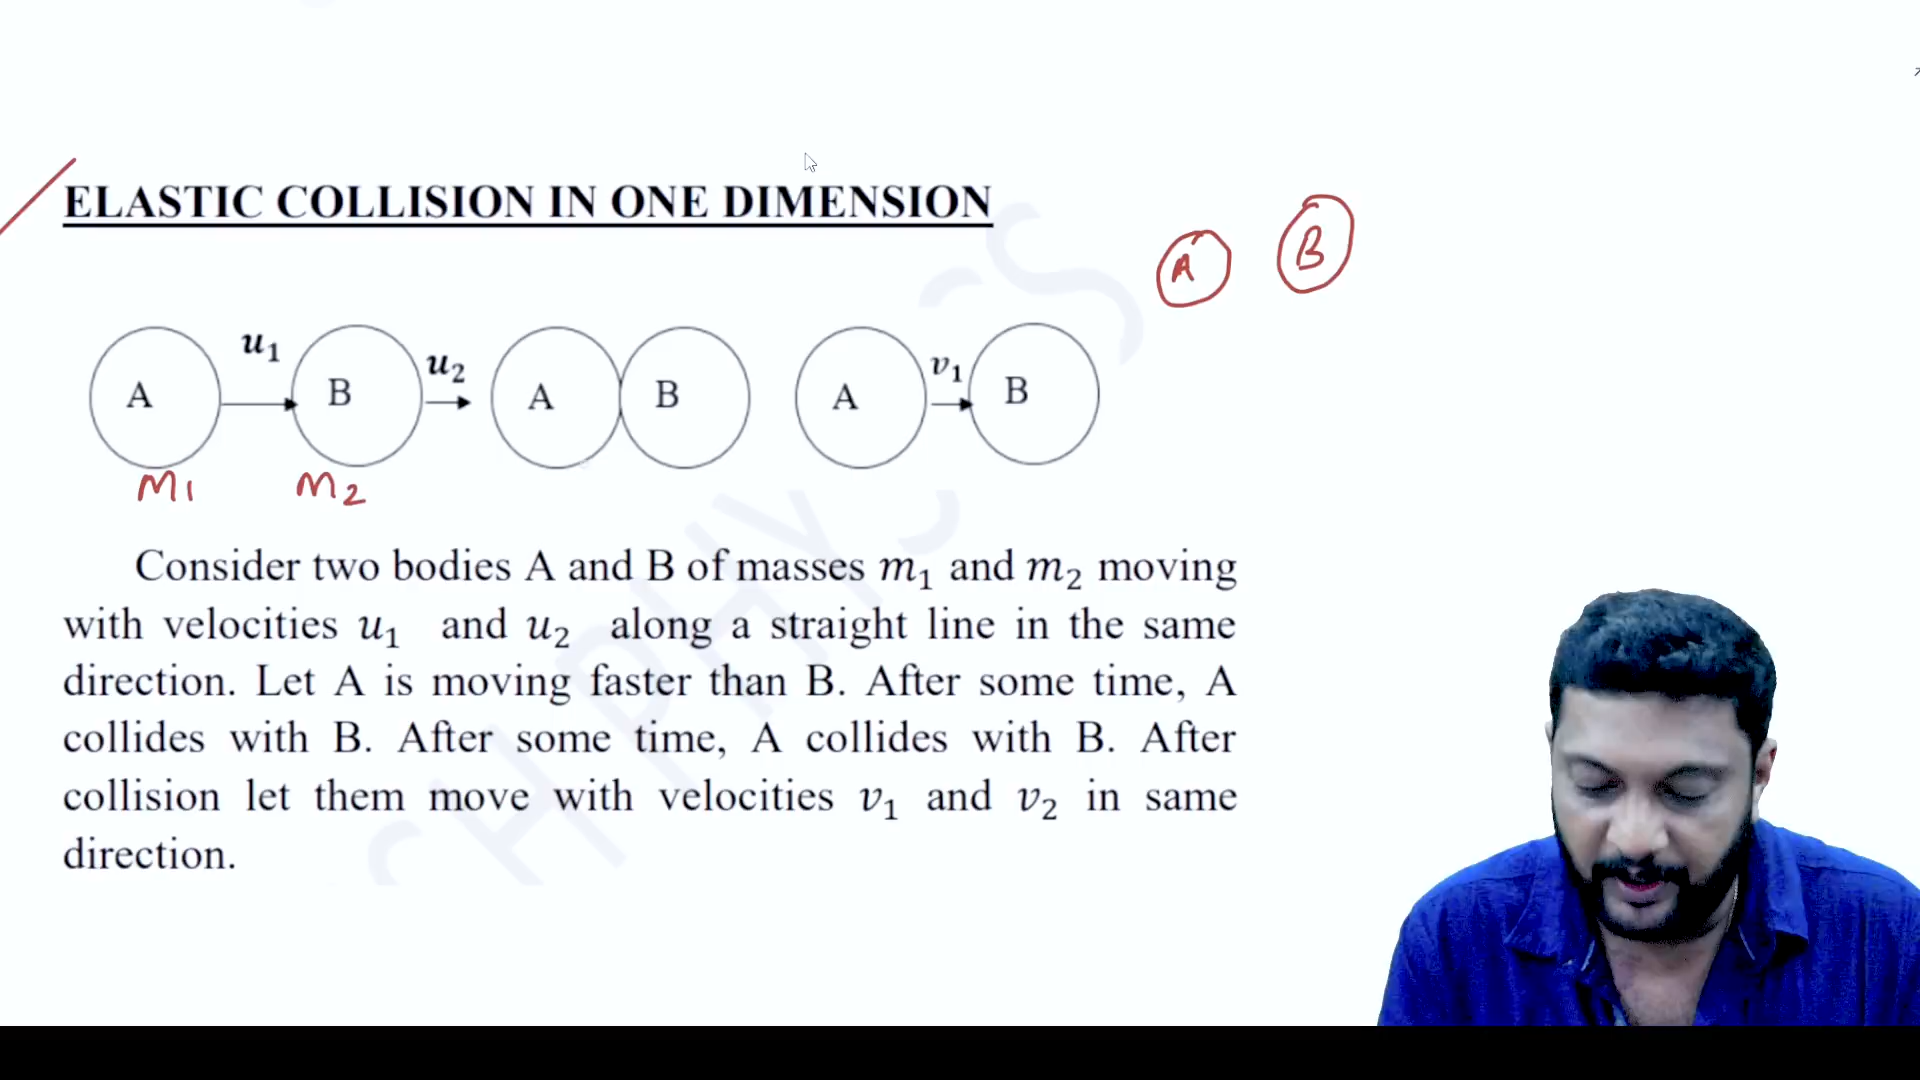 ELASTIC COLLISION IN ONE DIMENSION
A B
u₁ u₂ v₁
A B A B A B
M1 M2
Consider two bodies A and B of masses m₁ and m₂ moving
with velocities u₁ and u₂ along a straight line in the same
direction. Let A is moving faster than B. After some time, A
collides with B. After some time, A collides with B. After
collision let them move with velocities v₁ and v₂ in same
direction.